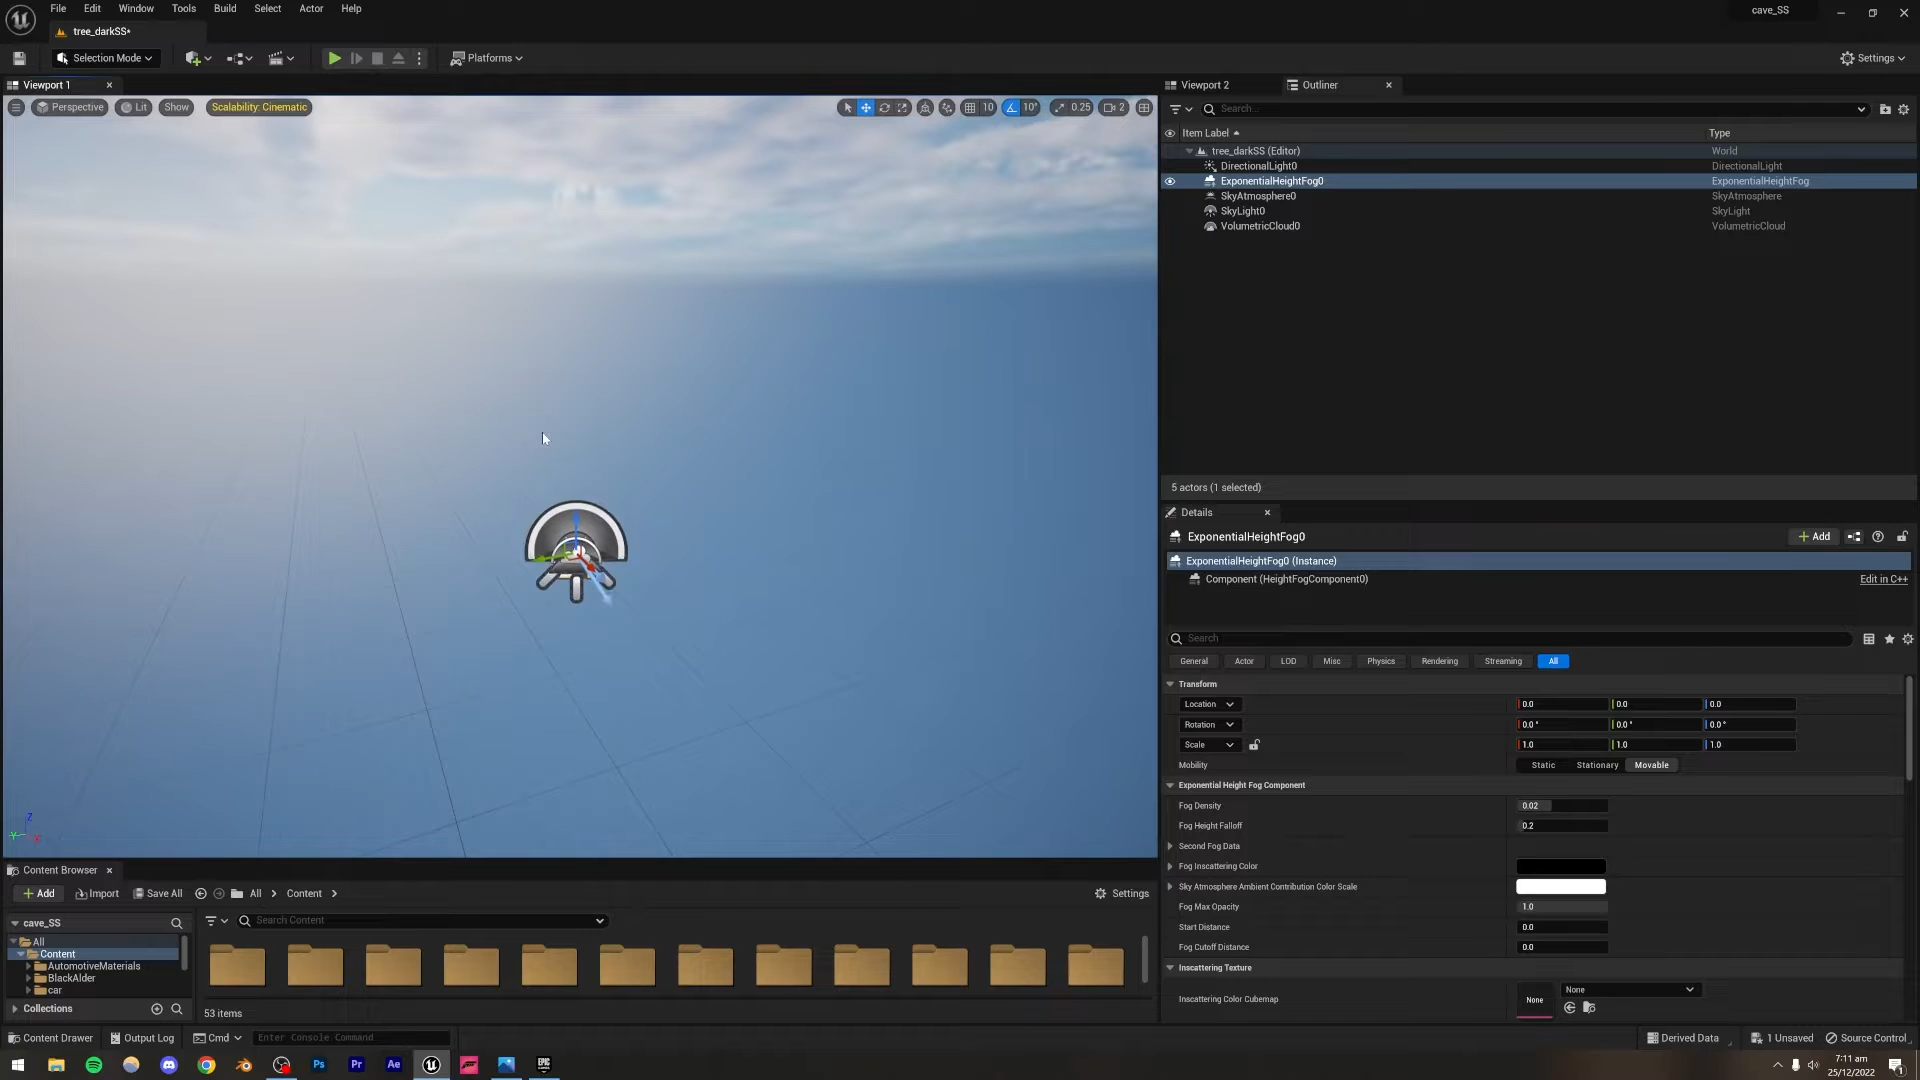 File Edit Window Tools Build Select Actor Help
cave_SS
tree_darkSS*
Selection Mode
Platforms
Settings
Viewport 1
Viewport 2
Outliner
Perspective Lit Show Scalability: Cinematic
10 10° 0.25 2
Search...
Item Label Type
tree_darkSS (Editor) World
DirectionalLight0 DirectionalLight
ExponentialHeightFog0 ExponentialHeightFog
SkyAtmosphere0 SkyAtmosphere
SkyLight0 SkyLight
VolumetricCloud0 VolumetricCloud
5 actors (1 selected)
Details
ExponentialHeightFog0
Add
ExponentialHeightFog0 (Instance)
Component (HeightFogComponent0)
Edit in C++
Search
General Actor LOD Misc Physics Rendering Streaming All
Transform
Location 0.0 0.0 0.0
Rotation 0.0 ° 0.0 ° 0.0 °
Scale 1.0 1.0 1.0
Mobility Static Stationary Movable
Exponential Height Fog Component
Fog Density 0.02
Fog Height Falloff 0.2
Second Fog Data
Fog Inscattering Color
Sky Atmosphere Ambient Contribution Color Scale
Fog Max Opacity 1.0
Start Distance 0.0
Fog Cutoff Distance 0.0
Inscattering Texture
Inscattering Color Cubemap None None
Z
Y X
Content Browser
Add Import Save All All Content
Settings
cave_SS
Search Content
All
Content
AutomotiveMaterials
BlackAlder
car
Collections
53 items
Content Drawer Output Log Cmd Enter Console Command
Derived Data 1 Unsaved Source Control
Ps Pr Ae
EPIC
7:11 am
25/12/2022
1